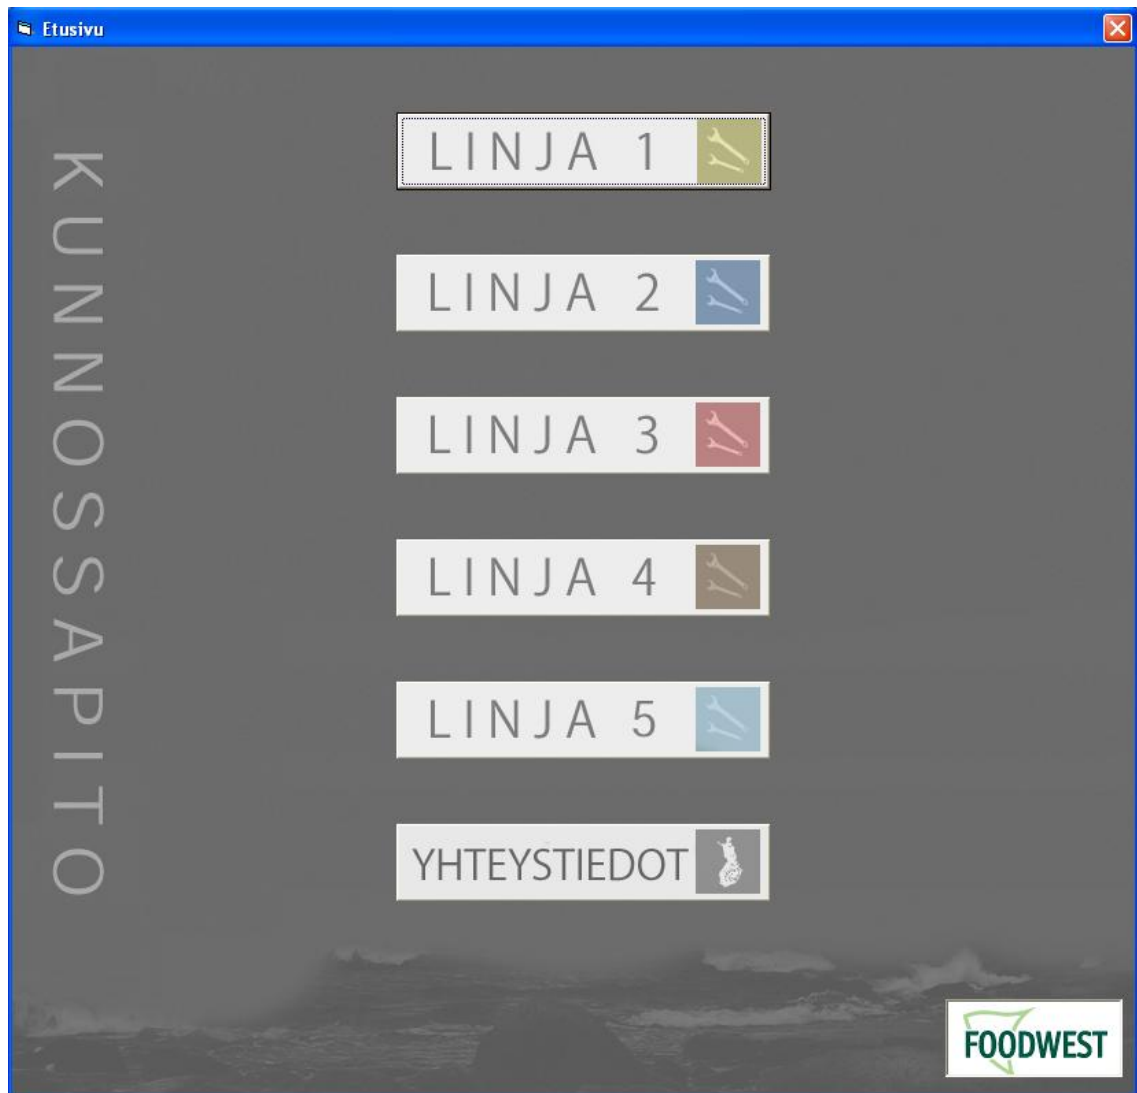 Etusivu
KUNNOSSAPITO
LINJA 1
LINJA 2
LINJA 3
LINJA 4
LINJA 5
YHTEYSTIEDOT
FOODWEST